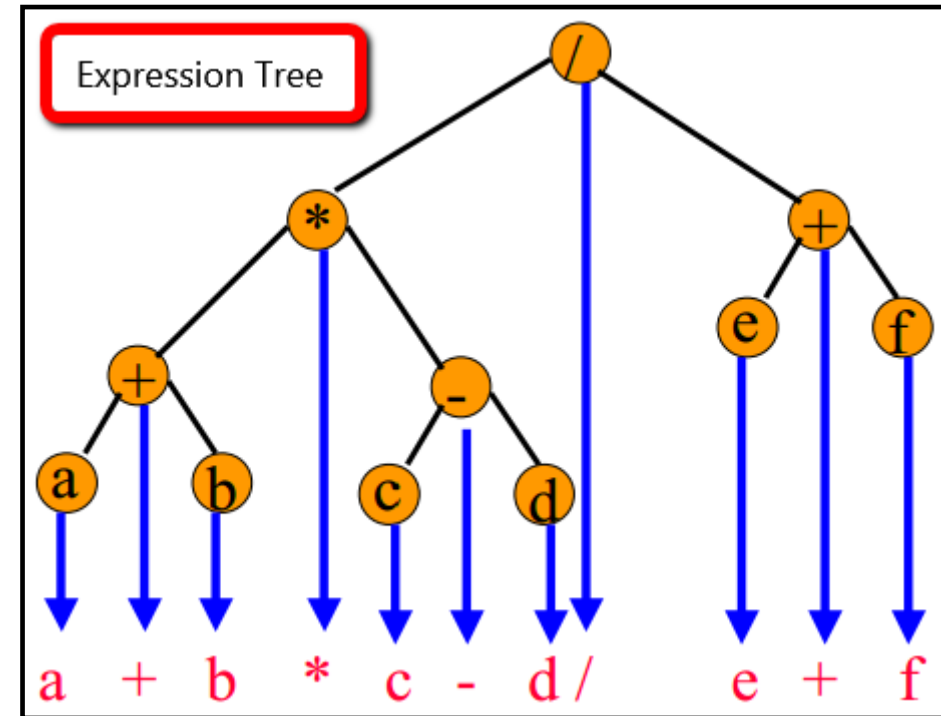 Expression Tree
/
*
+
+
-
e
f
a
b
c
d
a + b * c - d / e + f